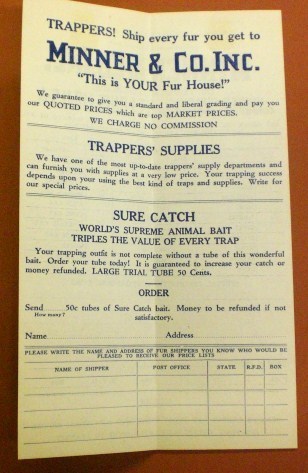 TRAPPERS! Ship every fur you get to
MINNER & CO. INC.
"This is YOUR Fur House!"
We guarantee to give you a standard and liberal grading and pay you
our QUOTED PRICES which are top MARKET PRICES.
WE CHARGE NO COMMISSION
TRAPPERS' SUPPLIES
We have one of the most up-to-date trappers' supply departments and
can furnish you with supplies at a very low price. Your trapping success
depends upon your using the best kind of traps and supplies. Write for
our special prices.
SURE CATCH
WORLD'S SUPREME ANIMAL BAIT
TRIPLES THE VALUE OF EVERY TRAP
Your trapping outfit is not complete without a tube of this wonderful
bait. Order your tube today! It is guaranteed to increase your catch or
money refunded. LARGE TRIAL TUBE 50 Cents.
ORDER
Send 50c tubes of Sure Catch bait. Money to be refunded if not
How many?
satisfactory.
Name Address
PLEASE WRITE THE NAME AND ADDRESS OF FUR SHIPPERS YOU KNOW WHO WOULD BE
PLEASED TO RECEIVE OUR PRICE LISTS
NAME OF SHIPPER POST OFFICE STATE R.F.D. BOX